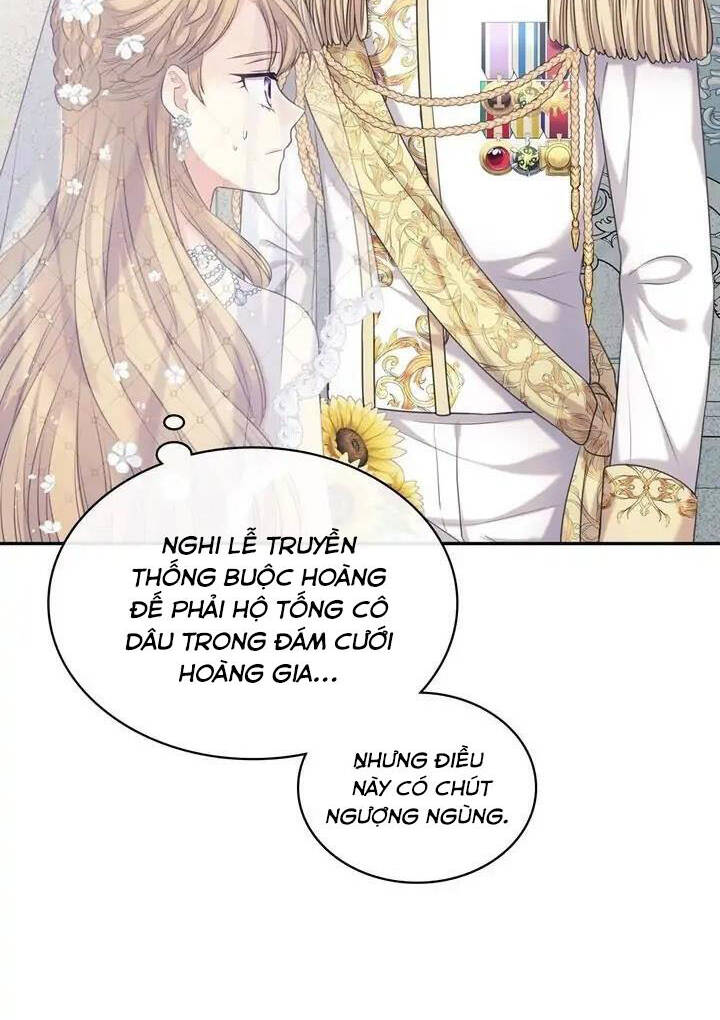 NGHI LỄ TRUYỀN
THỐNG BUỘC HOÀNG
ĐẾ PHẢI HỘ TỐNG CÔ
DÂU TRONG ĐÁM CƯỚI
HOÀNG GIA...
NHƯNG ĐIỀU
NÀY CÓ CHÚT
NGƯỢNG NGÙNG.